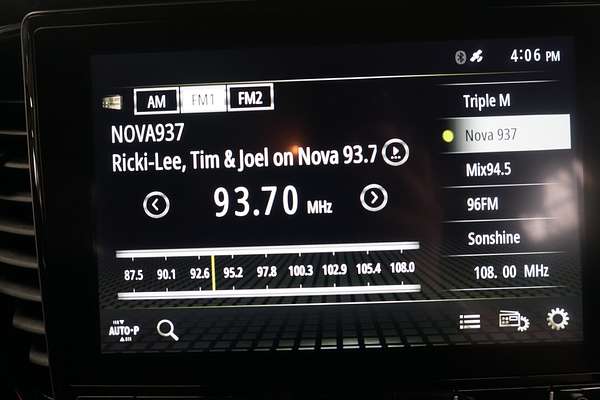 4:06 PM
AM FM1 FM2
NOVA937
Ricki-Lee, Tim & Joel on Nova 93.7
93.70 MHz
87.5 90.1 92.6 95.2 97.8 100.3 102.9 105.4 108.0
AUTO-P
Triple M
Nova 937
Mix94.5
96FM
Sonshine
108.00 MHz